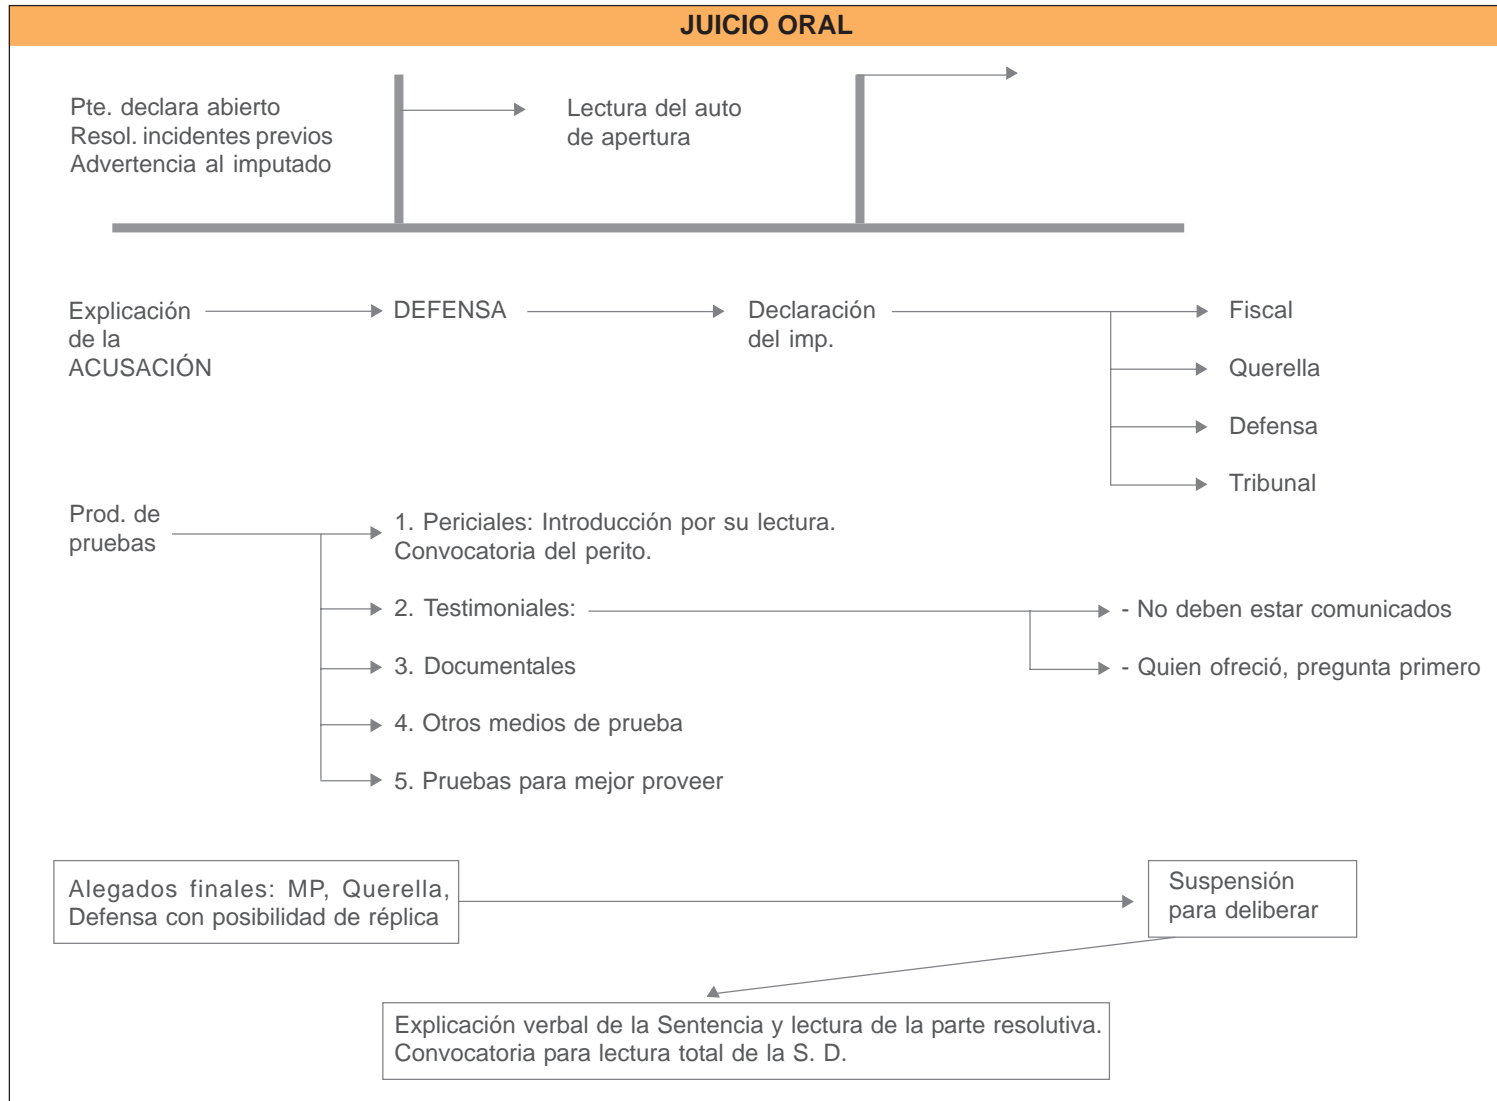 JUICIO ORAL
Pte. declara abierto
Resol. incidentes previos
Advertencia al imputado
Lectura del auto
de apertura
Explicación
de la
ACUSACIÓN
DEFENSA
Declaración
del imp.
Fiscal
Querella
Defensa
Tribunal
Prod. de
pruebas
1. Periciales: Introducción por su lectura.
Convocatoria del perito.
2. Testimoniales:
- No deben estar comunicados
- Quien ofreció, pregunta primero
3. Documentales
4. Otros medios de prueba
5. Pruebas para mejor proveer
Alegados finales: MP, Querella,
Defensa con posibilidad de réplica
Suspensión
para deliberar
Explicación verbal de la Sentencia y lectura de la parte resolutiva.
Convocatoria para lectura total de la S. D.